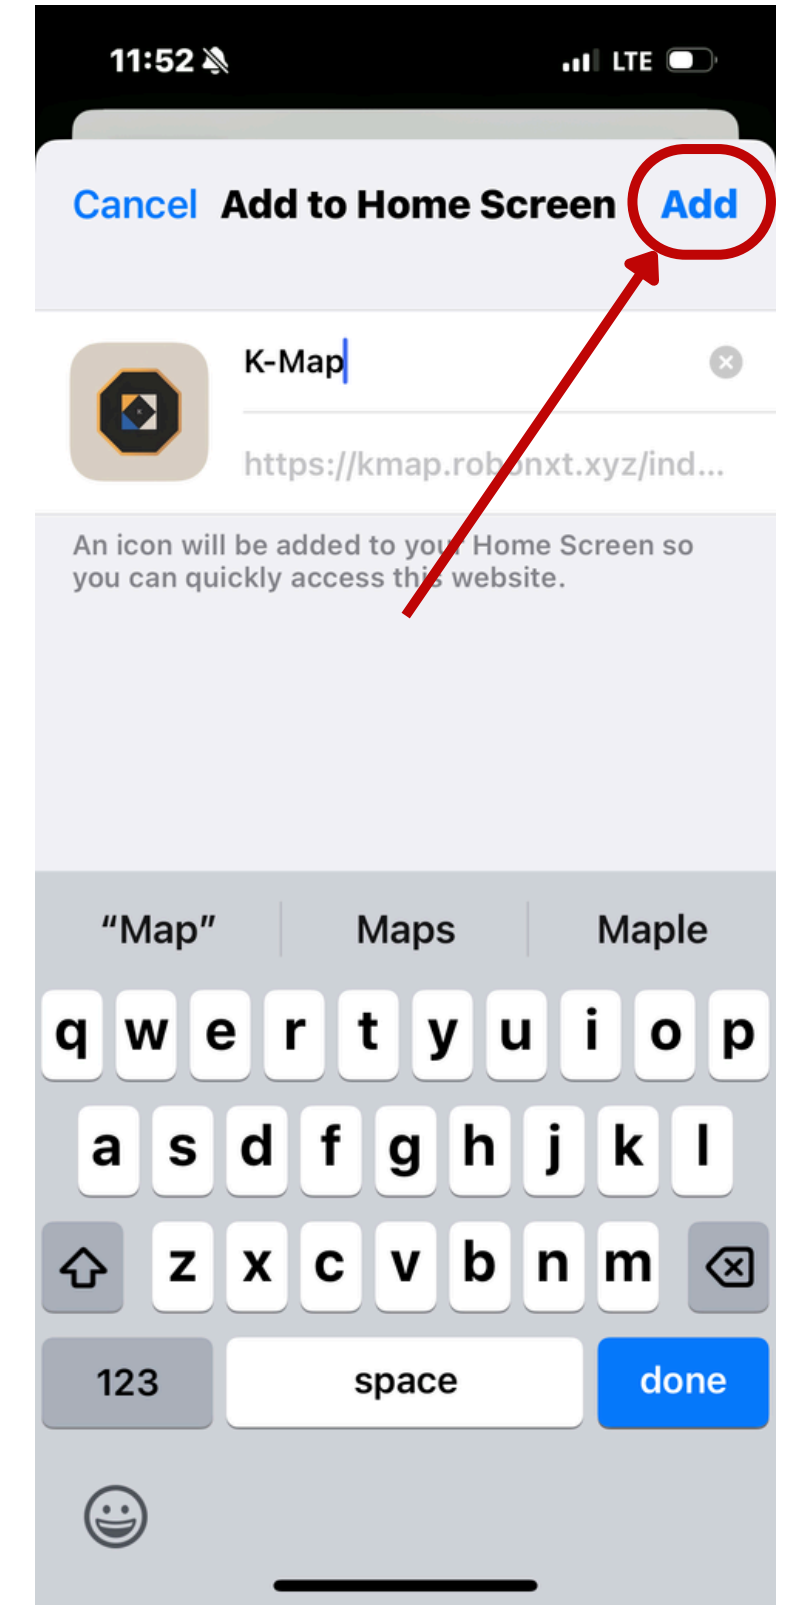 11:52 LTE
Cancel Add to Home Screen Add
K-Map
https://kmap.robonxt.xyz/ind...
An icon will be added to your Home Screen so
you can quickly access this website.
“Map” Maps Maple
q w e r t y u i o p
a s d f g h j k l
z x c v b n m
123 space done